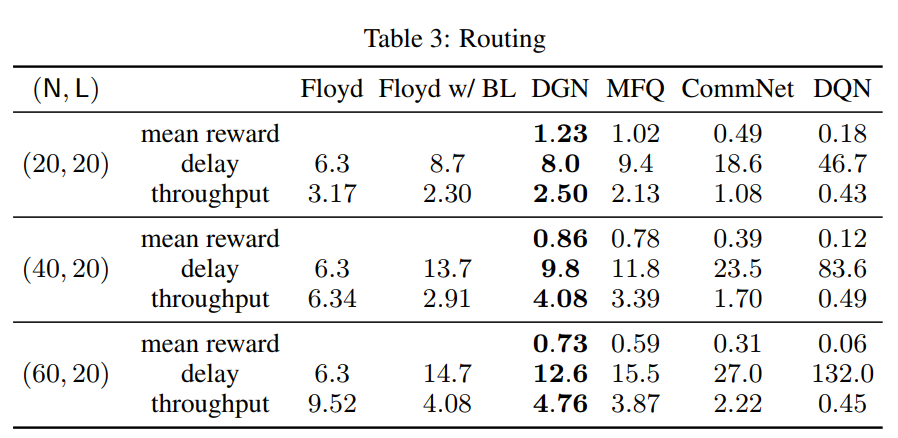 Table 3: Routing
(N, L) Floyd Floyd w/ BL DGN MFQ CommNet DQN
mean reward 1.23 1.02 0.49 0.18
(20, 20) delay 6.3 8.7 8.0 9.4 18.6 46.7
throughput 3.17 2.30 2.50 2.13 1.08 0.43
mean reward 0.86 0.78 0.39 0.12
(40, 20) delay 6.3 13.7 9.8 11.8 23.5 83.6
throughput 6.34 2.91 4.08 3.39 1.70 0.49
mean reward 0.73 0.59 0.31 0.06
(60, 20) delay 6.3 14.7 12.6 15.5 27.0 132.0
throughput 9.52 4.08 4.76 3.87 2.22 0.45